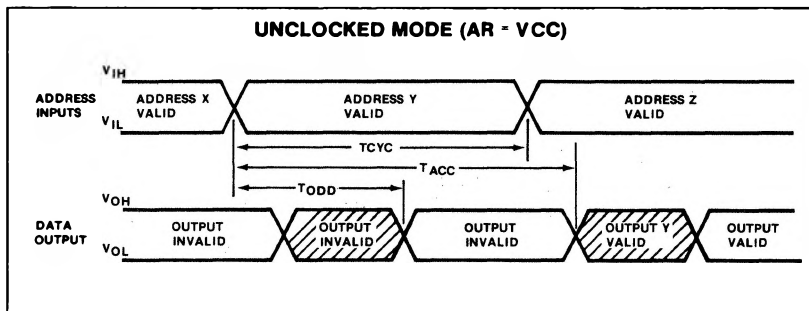 UNCLOCKED MODE (AR = VCC)
VIH
ADDRESS INPUTS
VIL
ADDRESS X VALID
ADDRESS Y VALID
ADDRESS Z VALID
TCYC
TACC
TODD
VOH
DATA OUTPUT
VOL
OUTPUT INVALID
OUTPUT INVALID
OUTPUT INVALID
OUTPUT Y VALID
OUTPUT VALID